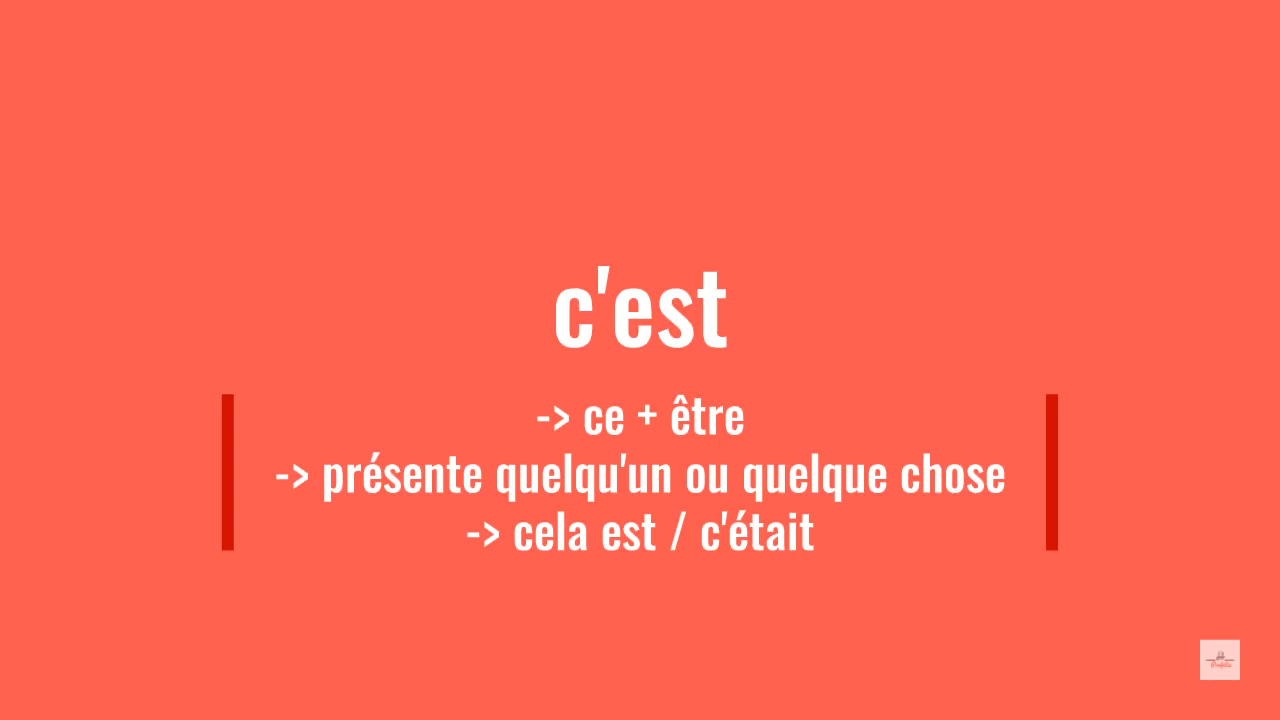 c'est
-> ce + être
-> présente quelqu'un ou quelque chose
-> cela est / c'était